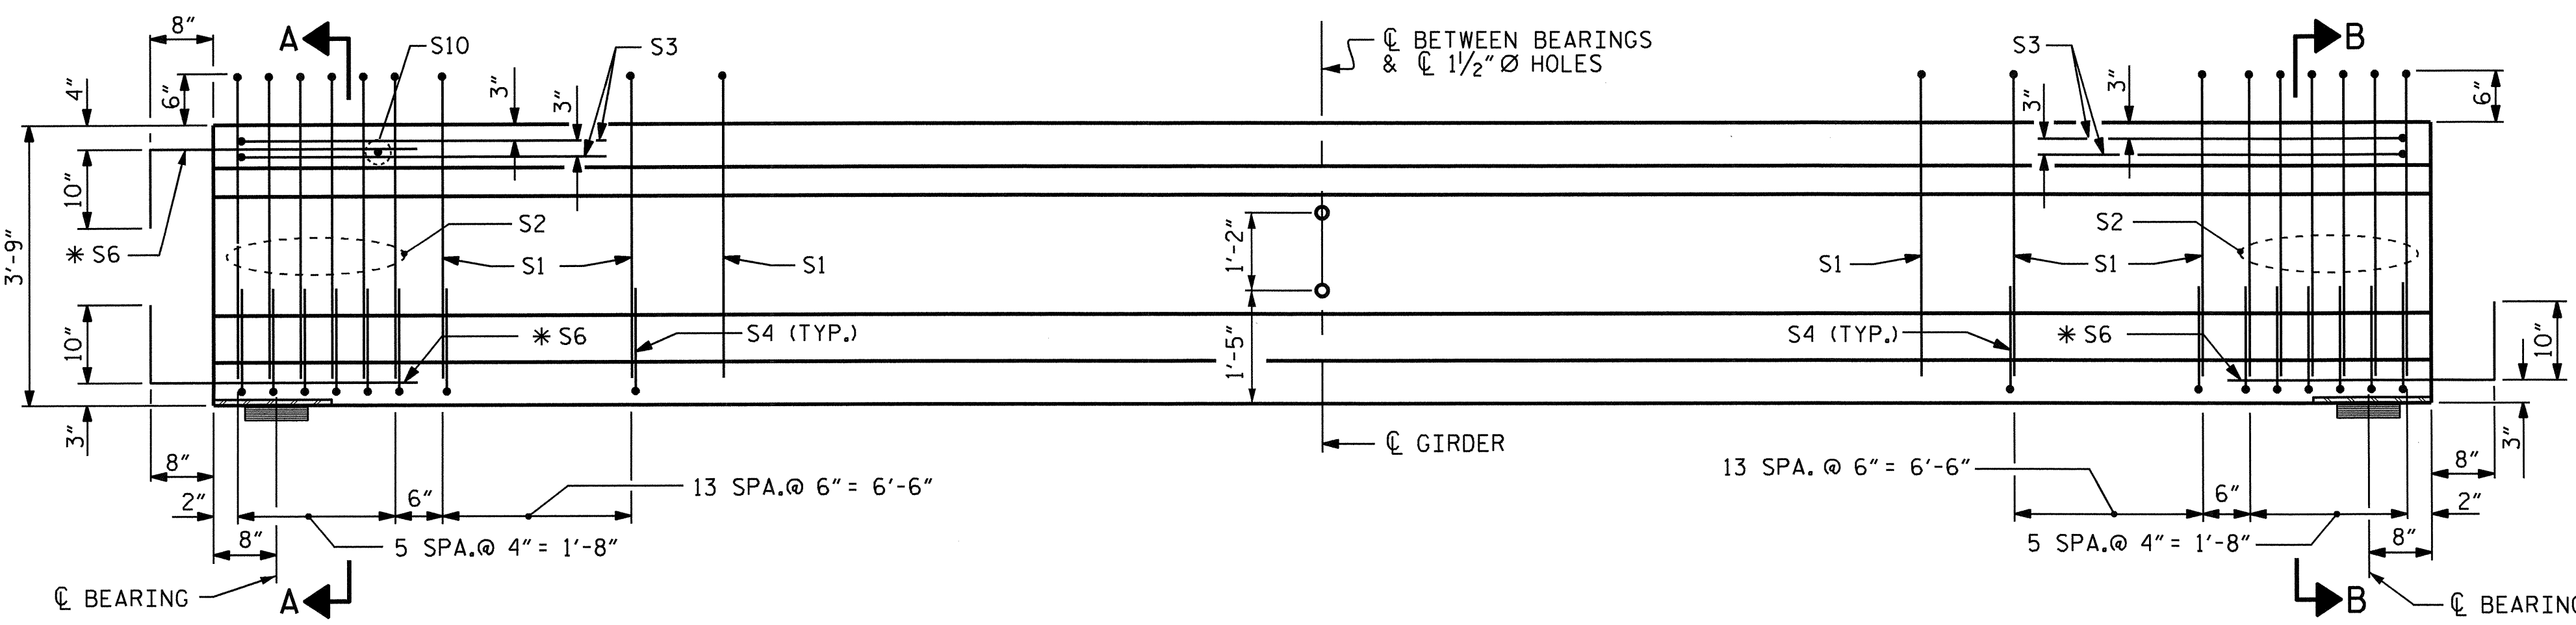 8"
A
S10
S3
℄ BETWEEN BEARINGS
& ℄ 1½" Ø HOLES
S3
B
4"
6"
3"
3"
3"
3"
6"
10"
✳ S6
3'-9"
S2
S1
S1
1'-2"
S1
S1
S2
10"
✳ S6
S4 (TYP.)
1'-5"
S4 (TYP.)
✳ S6
10"
3"
℄ GIRDER
3"
8"
2"
6"
13 SPA.@ 6" = 6'-6"
13 SPA. @ 6" = 6'-6"
6"
8"
2"
8"
5 SPA.@ 4" = 1'-8"
5 SPA.@ 4" = 1'-8"
8"
℄ BEARING
A
B
℄ BEARING